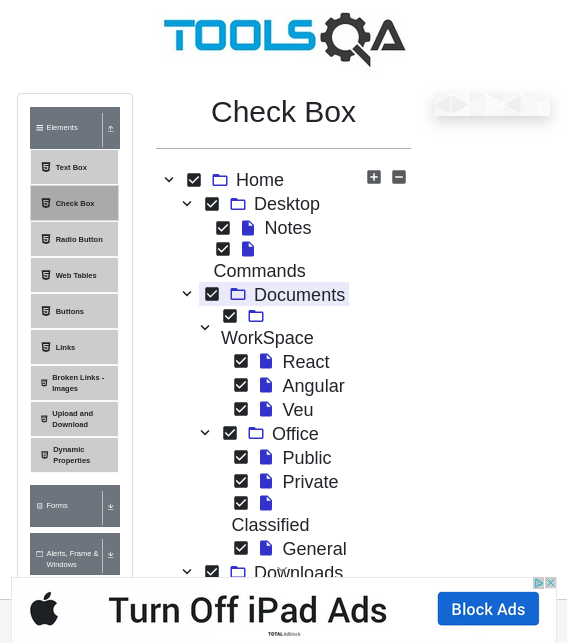 TOOLSQA
Elements
Text Box
Check Box
Radio Button
Web Tables
Buttons
Links
Broken Links -
Images
Upload and
Download
Dynamic
Properties
Forms
Alerts, Frame &
Windows
Check Box
Home
Desktop
Notes
Commands
Documents
WorkSpace
React
Angular
Veu
Office
Public
Private
Classified
General
Downloads
Turn Off iPad Ads
Block Ads
TOTAL Adblock